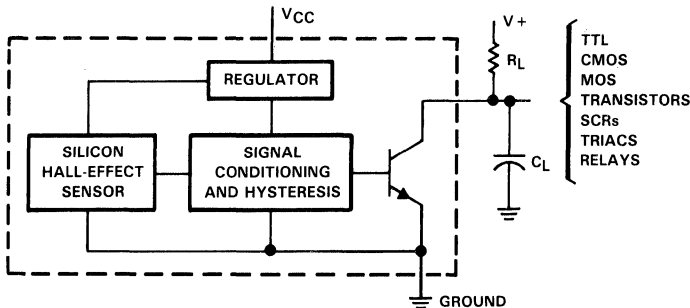 VCC
V+
REGULATOR
RL
TTL
CMOS
MOS
TRANSISTORS
SCRs
TRIACS
RELAYS
SILICON
HALL-EFFECT
SENSOR
SIGNAL
CONDITIONING
AND HYSTERESIS
CL
GROUND